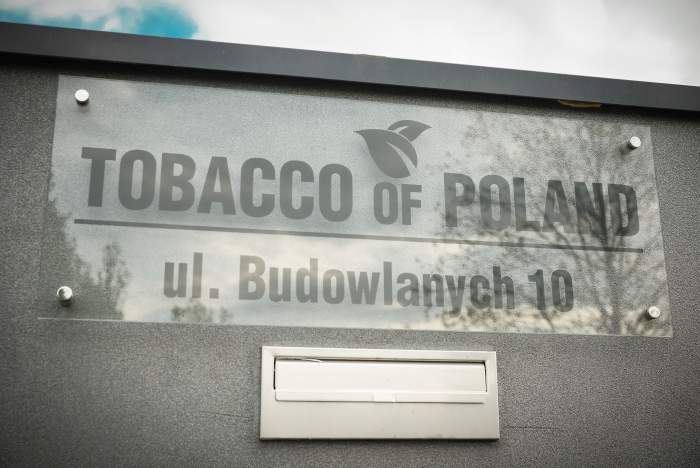 TOBACCO OF POLAND
ul. Budowlanych 10